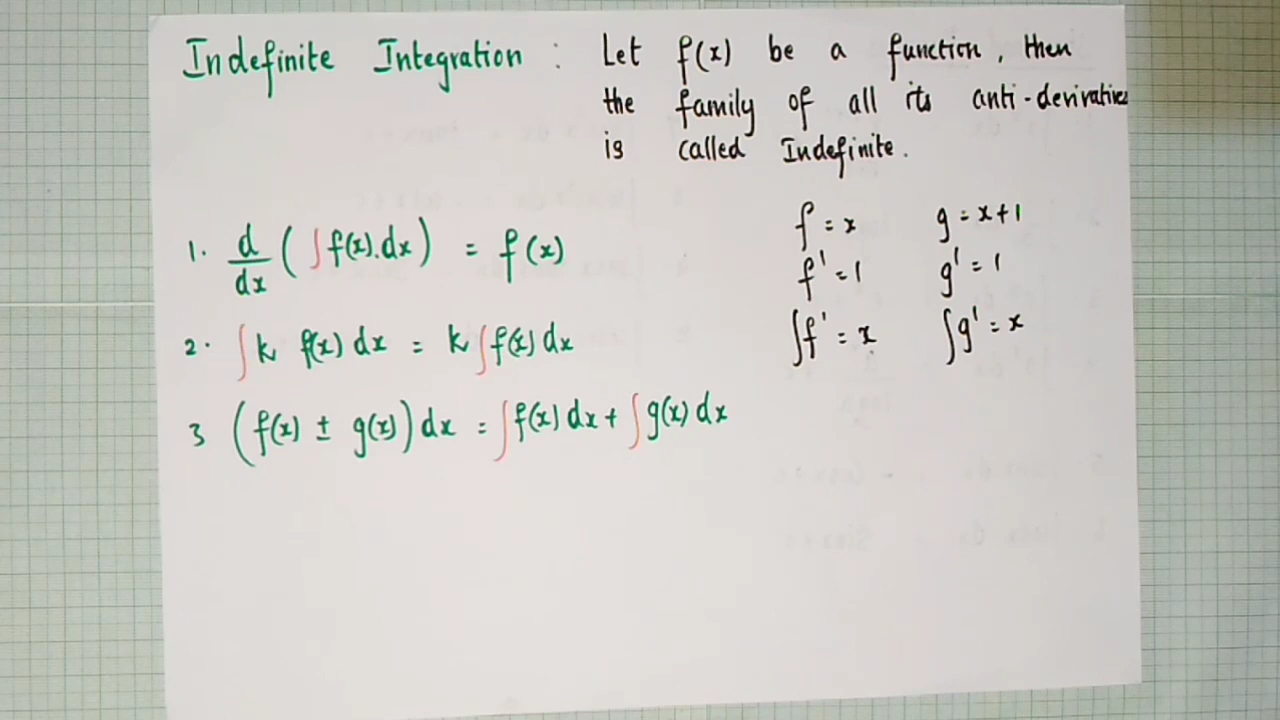 Indefinite Integration : Let f(x) be a function, then
the family of all its anti-derivatives
is called Indefinite.
f = x g = x+1
1. d/dx ( ∫ f(x).dx ) = f(x)
f' = 1 g' = 1
2. ∫ k f(x) dx = k ∫ f(x) dx
∫f' = x ∫g' = x
3 (f(x) ± g(x)) dx = ∫ f(x) dx + ∫ g(x) dx